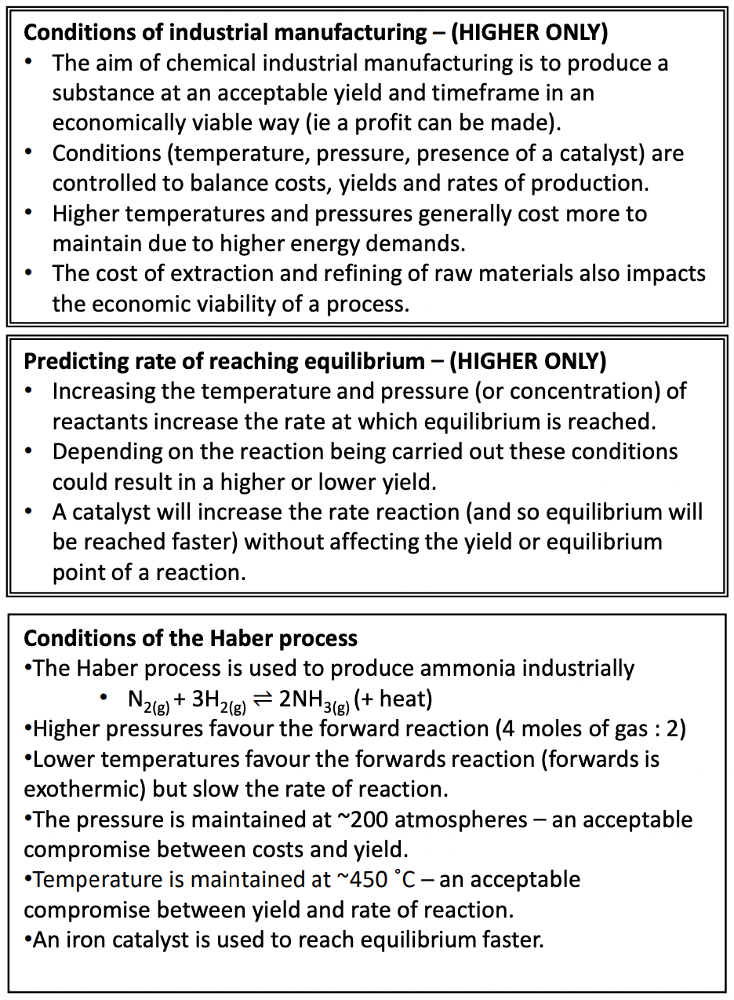 Conditions of industrial manufacturing – (HIGHER ONLY)
• The aim of chemical industrial manufacturing is to produce a
substance at an acceptable yield and timeframe in an
economically viable way (ie a profit can be made).
• Conditions (temperature, pressure, presence of a catalyst) are
controlled to balance costs, yields and rates of production.
• Higher temperatures and pressures generally cost more to
maintain due to higher energy demands.
• The cost of extraction and refining of raw materials also impacts
the economic viability of a process.
Predicting rate of reaching equilibrium – (HIGHER ONLY)
• Increasing the temperature and pressure (or concentration) of
reactants increase the rate at which equilibrium is reached.
• Depending on the reaction being carried out these conditions
could result in a higher or lower yield.
• A catalyst will increase the rate reaction (and so equilibrium will
be reached faster) without affecting the yield or equilibrium
point of a reaction.
Conditions of the Haber process
•The Haber process is used to produce ammonia industrially
• N₂₍g₎ + 3H₂₍g₎ ⇌ 2NH₃₍g₎ (+ heat)
•Higher pressures favour the forward reaction (4 moles of gas : 2)
•Lower temperatures favour the forwards reaction (forwards is
exothermic) but slow the rate of reaction.
•The pressure is maintained at ~200 atmospheres – an acceptable
compromise between costs and yield.
•Temperature is maintained at ~450 ˚C – an acceptable
compromise between yield and rate of reaction.
•An iron catalyst is used to reach equilibrium faster.